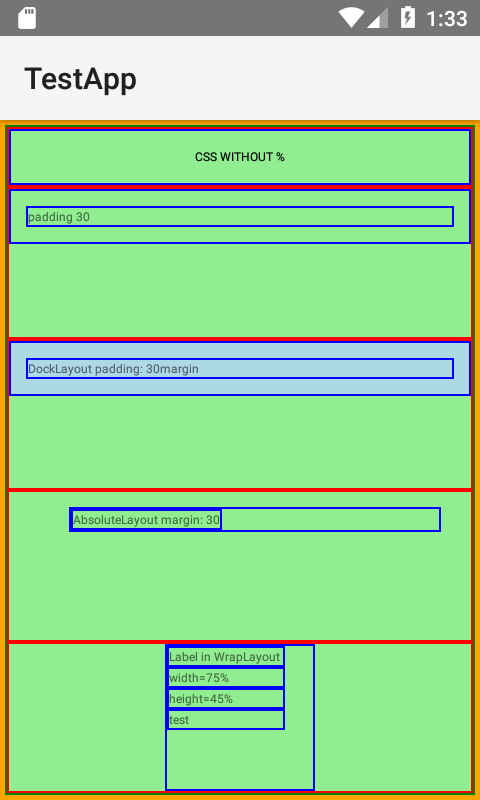 1:33
TestApp
CSS WITHOUT %
padding 30
DockLayout padding: 30margin
AbsoluteLayout margin: 30
Label in WrapLayout
width=75%
height=45%
test